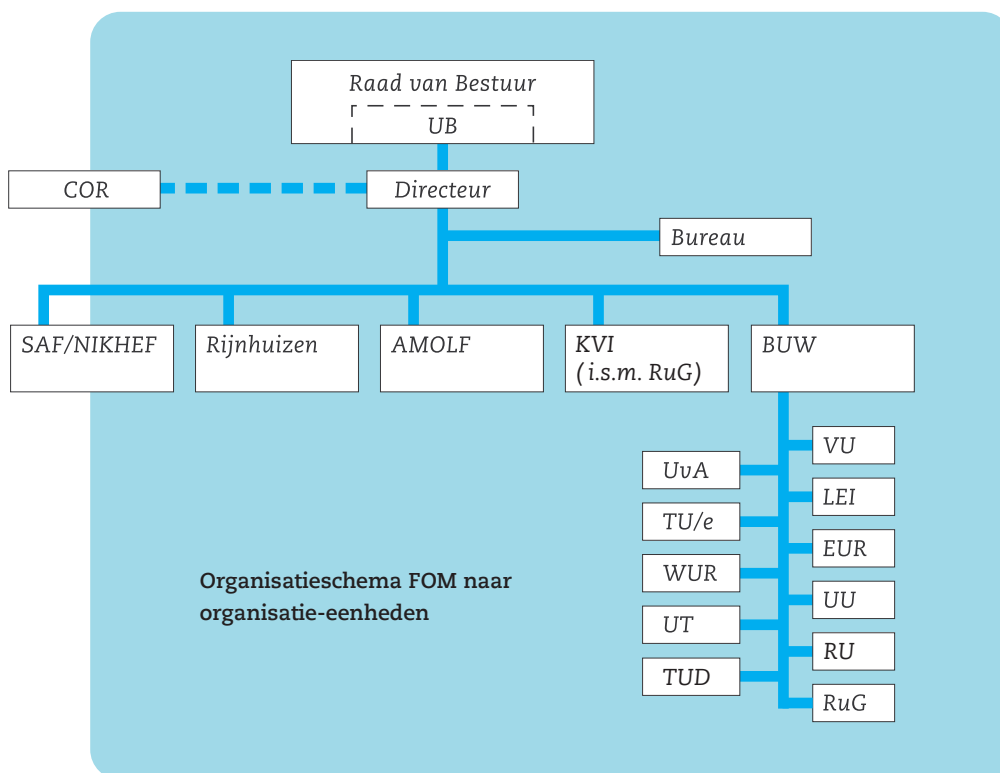 Raad van Bestuur
UB
COR
Directeur
Bureau
SAF/NIKHEF
Rijnhuizen
AMOLF
KVI
(i.s.m. RuG)
BUW
VU
UvA
LEI
TU/e
EUR
WUR
UU
UT
RU
TUD
RuG
Organisatieschema FOM naar
organisatie-eenheden